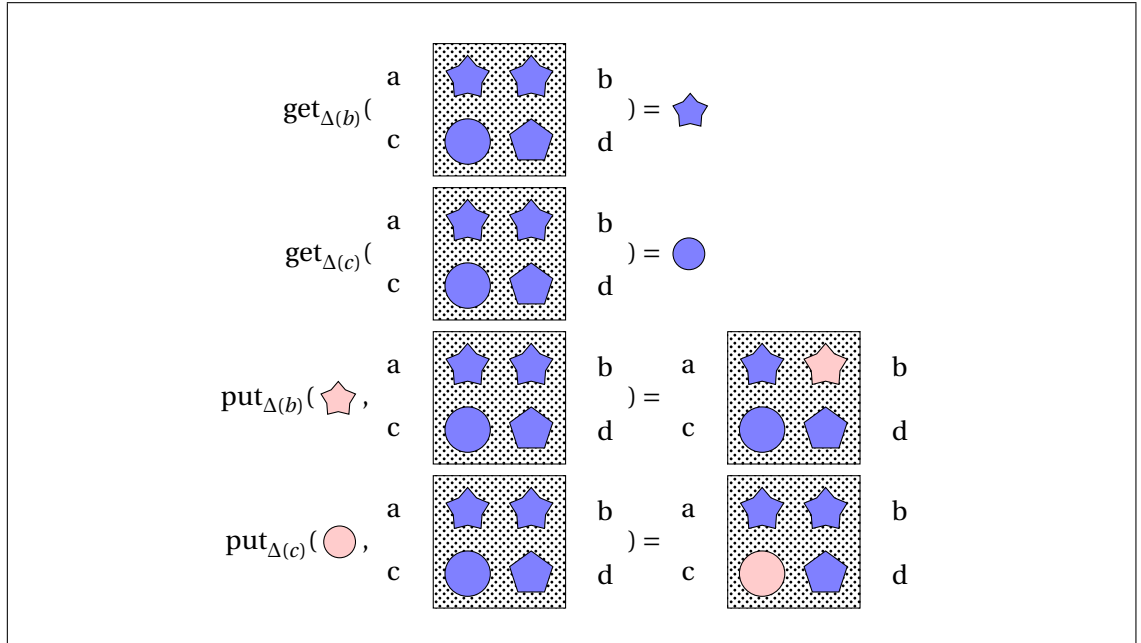 a b
get_Δ(b)( ) =
c d
a b
get_Δ(c)( ) =
c d
a b a b
put_Δ(b)( , ) =
c d c d
a b a b
put_Δ(c)( , ) =
c d c d